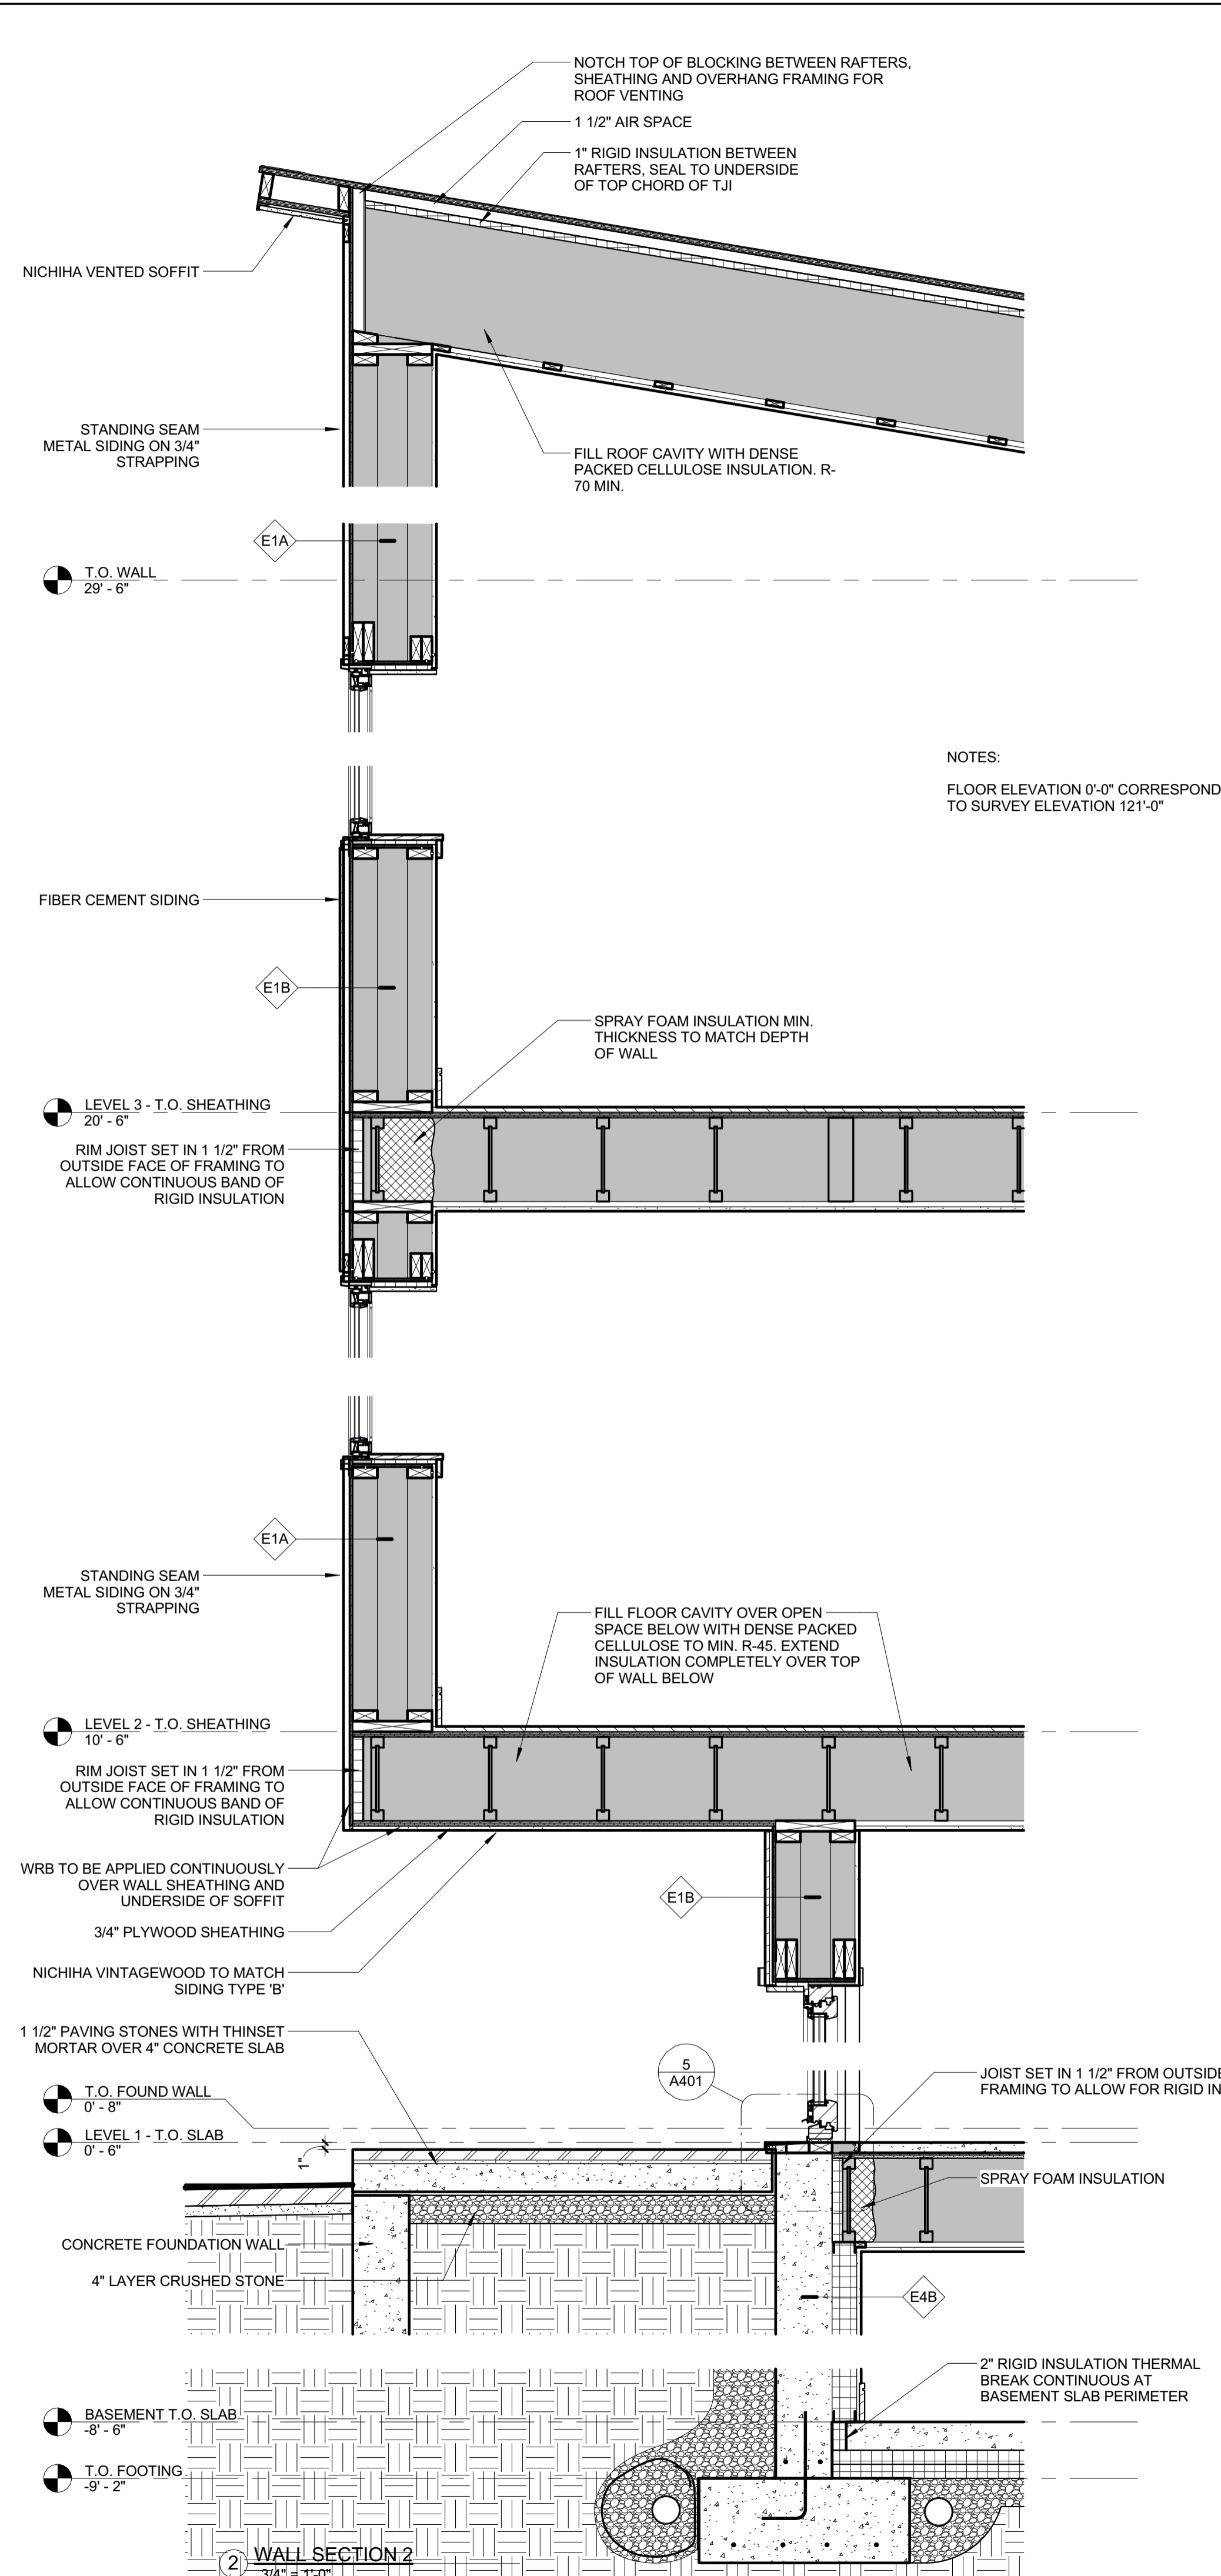 NOTCH TOP OF BLOCKING BETWEEN RAFTERS,
SHEATHING AND OVERHANG FRAMING FOR
ROOF VENTING
1 1/2" AIR SPACE
1" RIGID INSULATION BETWEEN
RAFTERS, SEAL TO UNDERSIDE
OF TOP CHORD OF TJI
NICHIHA VENTED SOFFIT
STANDING SEAM
METAL SIDING ON 3/4"
STRAPPING
FILL ROOF CAVITY WITH DENSE
PACKED CELLULOSE INSULATION. R-
70 MIN.
E1A
T.O. WALL
29' - 6"
NOTES:
FLOOR ELEVATION 0'-0" CORRESPOND
TO SURVEY ELEVATION 121'-0"
FIBER CEMENT SIDING
E1B
SPRAY FOAM INSULATION MIN.
THICKNESS TO MATCH DEPTH
OF WALL
LEVEL 3 - T.O. SHEATHING
20' - 6"
RIM JOIST SET IN 1 1/2" FROM
OUTSIDE FACE OF FRAMING TO
ALLOW CONTINUOUS BAND OF
RIGID INSULATION
E1A
STANDING SEAM
METAL SIDING ON 3/4"
STRAPPING
FILL FLOOR CAVITY OVER OPEN
SPACE BELOW WITH DENSE PACKED
CELLULOSE TO MIN. R-45. EXTEND
INSULATION COMPLETELY OVER TOP
OF WALL BELOW
LEVEL 2 - T.O. SHEATHING
10' - 6"
RIM JOIST SET IN 1 1/2" FROM
OUTSIDE FACE OF FRAMING TO
ALLOW CONTINUOUS BAND OF
RIGID INSULATION
WRB TO BE APPLIED CONTINUOUSLY
OVER WALL SHEATHING AND
UNDERSIDE OF SOFFIT
E1B
3/4" PLYWOOD SHEATHING
NICHIHA VINTAGEWOOD TO MATCH
SIDING TYPE 'B'
1 1/2" PAVING STONES WITH THINSET
MORTAR OVER 4" CONCRETE SLAB
5
A401
JOIST SET IN 1 1/2" FROM OUTSIDE
FRAMING TO ALLOW FOR RIGID IN
T.O. FOUND WALL
0' - 8"
LEVEL 1 - T.O. SLAB
0' - 6"
1"
SPRAY FOAM INSULATION
CONCRETE FOUNDATION WALL
4" LAYER CRUSHED STONE
E4B
2" RIGID INSULATION THERMAL
BREAK CONTINUOUS AT
BASEMENT SLAB PERIMETER
BASEMENT T.O. SLAB
-8' - 6"
T.O. FOOTING
-9' - 2"
2 WALL SECTION 2
3/4" = 1'-0"